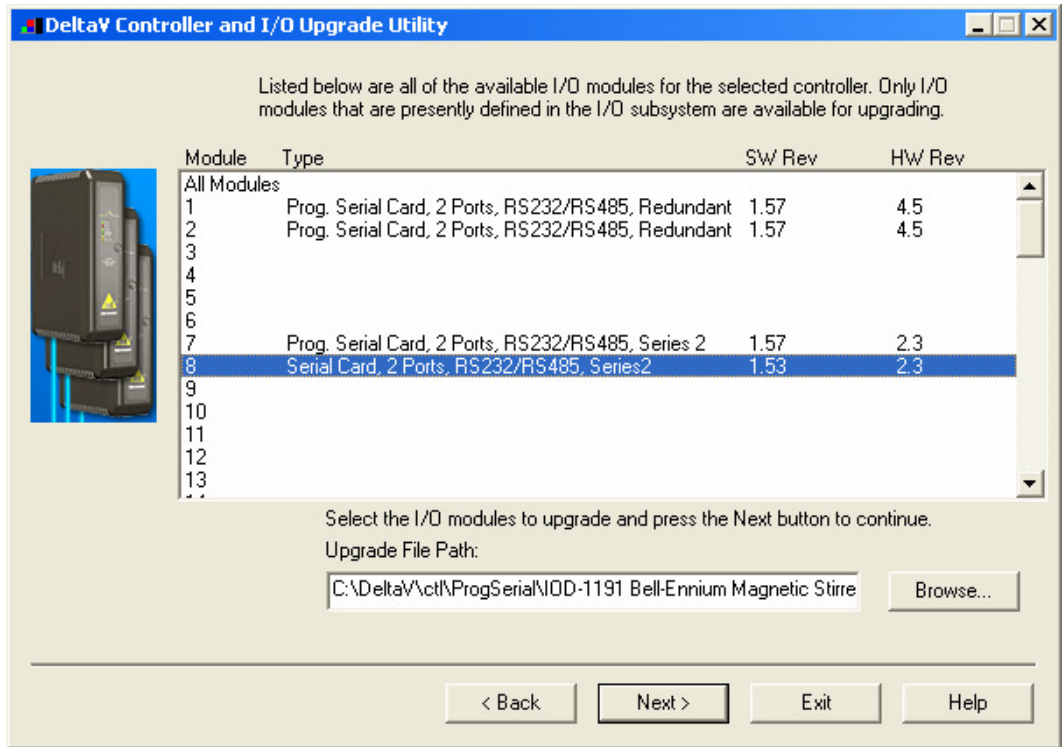 DeltaV Controller and I/O Upgrade Utility
Listed below are all of the available I/O modules for the selected controller. Only I/O
modules that are presently defined in the I/O subsystem are available for upgrading.
Module Type SW Rev HW Rev
All Modules
1 Prog. Serial Card, 2 Ports, RS232/RS485, Redundant 1.57 4.5
2 Prog. Serial Card, 2 Ports, RS232/RS485, Redundant 1.57 4.5
3
4
5
6
7 Prog. Serial Card, 2 Ports, RS232/RS485, Series 2 1.57 2.3
8 Serial Card, 2 Ports, RS232/RS485, Series2 1.53 2.3
9
10
11
12
13
Select the I/O modules to upgrade and press the Next button to continue.
Upgrade File Path:
C:\DeltaV\ctl\ProgSerial\IOD-1191 Bell-Ennium Magnetic Stirre
Browse...
< Back Next > Exit Help